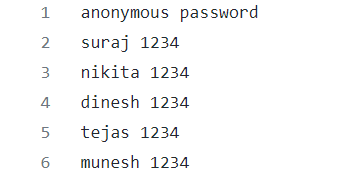 1 anonymous password
2 suraj 1234
3 nikita 1234
4 dinesh 1234
5 tejas 1234
6 munesh 1234